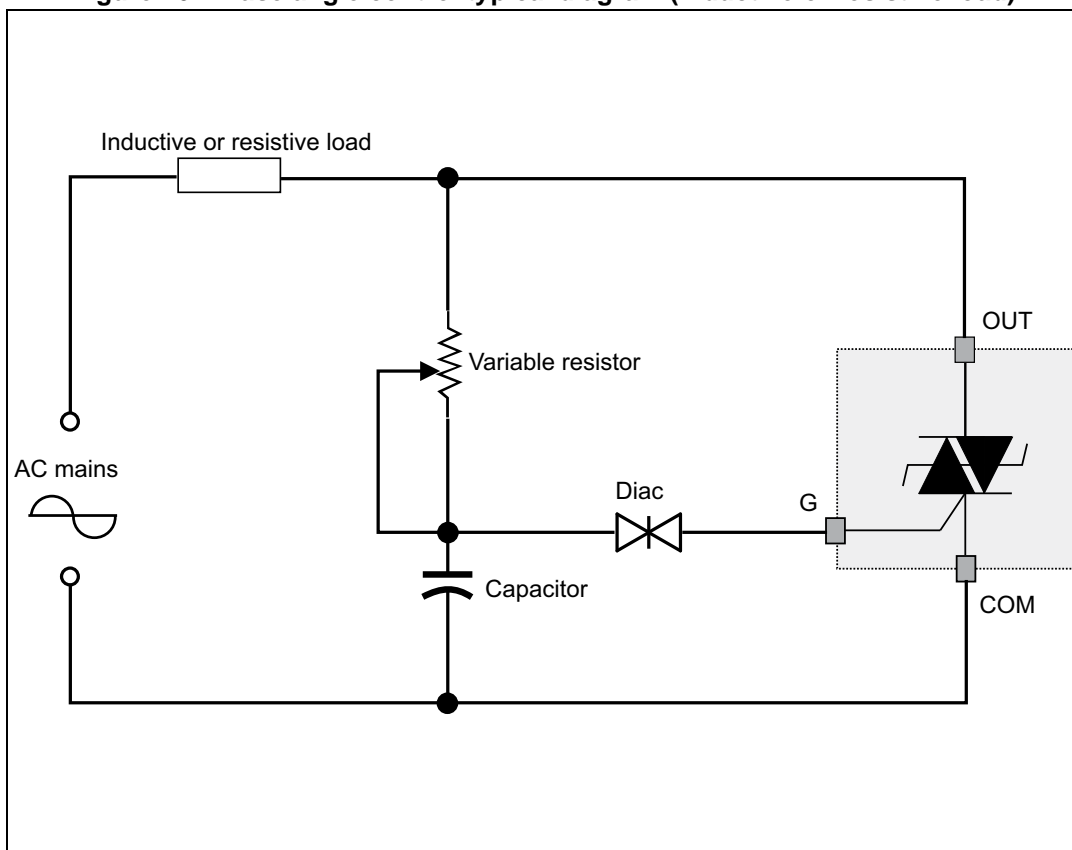 Inductive or resistive load
OUT
Variable resistor
AC mains
Diac
G
Capacitor
COM